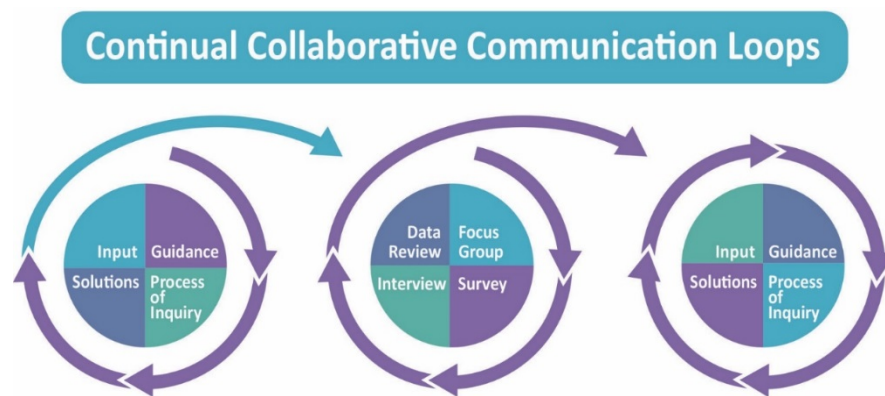 Continual Collaborative Communication Loops
Input
Guidance
Solutions
Process
of
Inquiry
Data
Review
Focus
Group
Interview
Survey
Input
Guidance
Solutions
Process
of
Inquiry